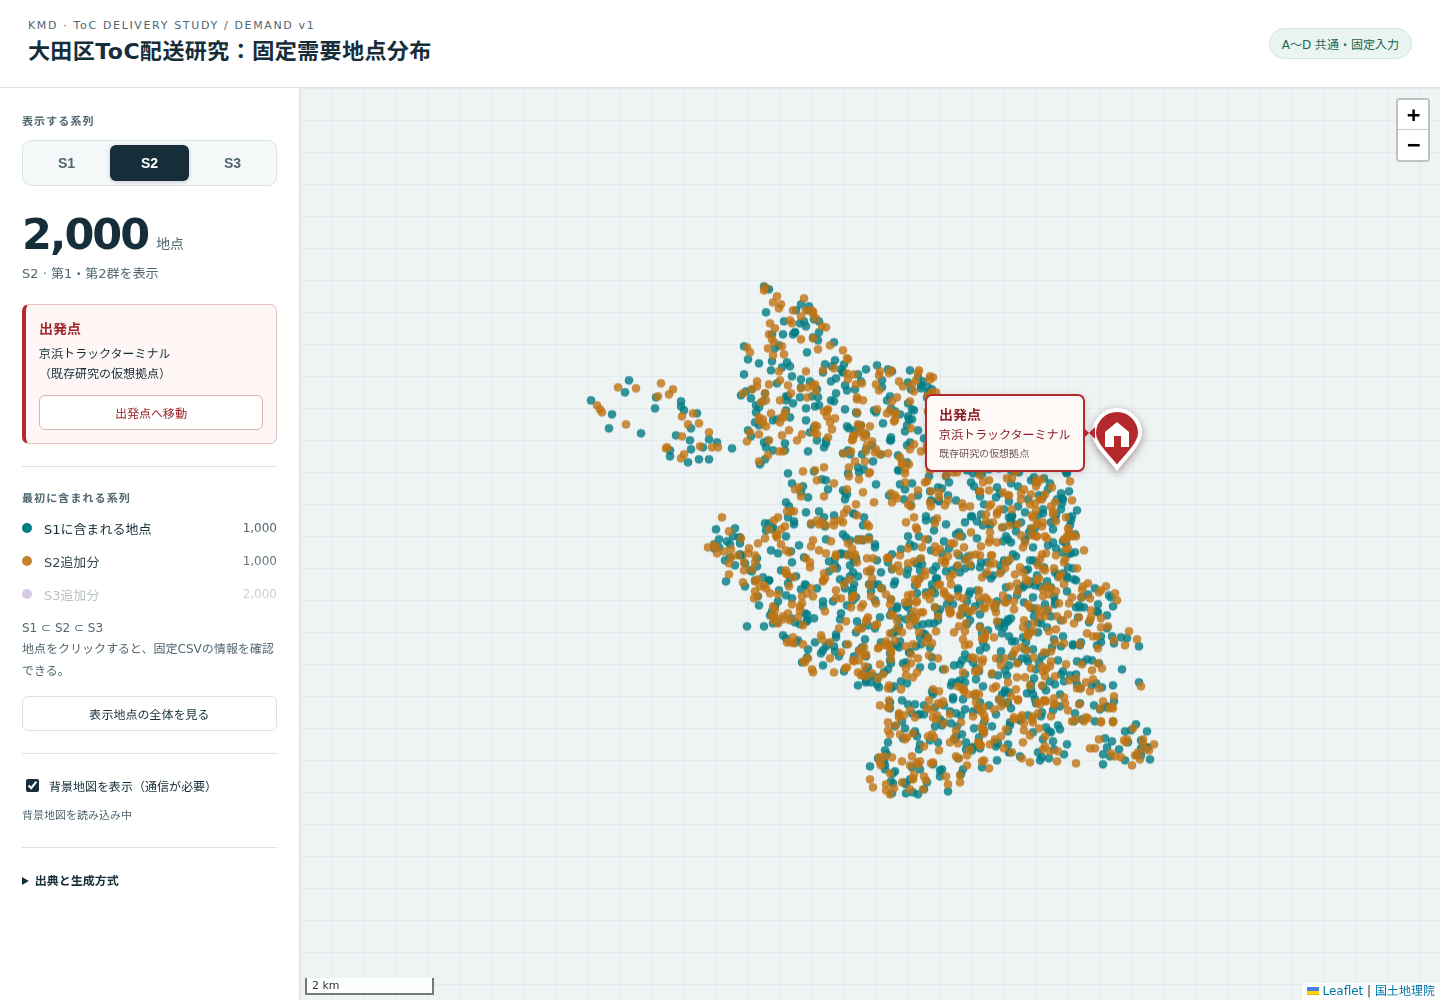 KMD · ToC DELIVERY STUDY / DEMAND v1
大田区ToC配送研究：固定需要地点分布
A〜D 共通・固定入力
表示する系列
S1
S2
S3
2,000 地点
S2 · 第1・第2群を表示
出発点
京浜トラックターミナル
（既存研究の仮想拠点）
出発点へ移動
最初に含まれる系列
S1に含まれる地点 1,000
S2追加分 1,000
S3追加分 2,000
S1 ⊂ S2 ⊂ S3
地点をクリックすると、固定CSVの情報を確認
できる。
表示地点の全体を見る
背景地図を表示（通信が必要）
背景地図を読み込み中
出典と生成方式
+
−
出発点
京浜トラックターミナル
既存研究の仮想拠点
2 km
Leaflet | 国土地理院